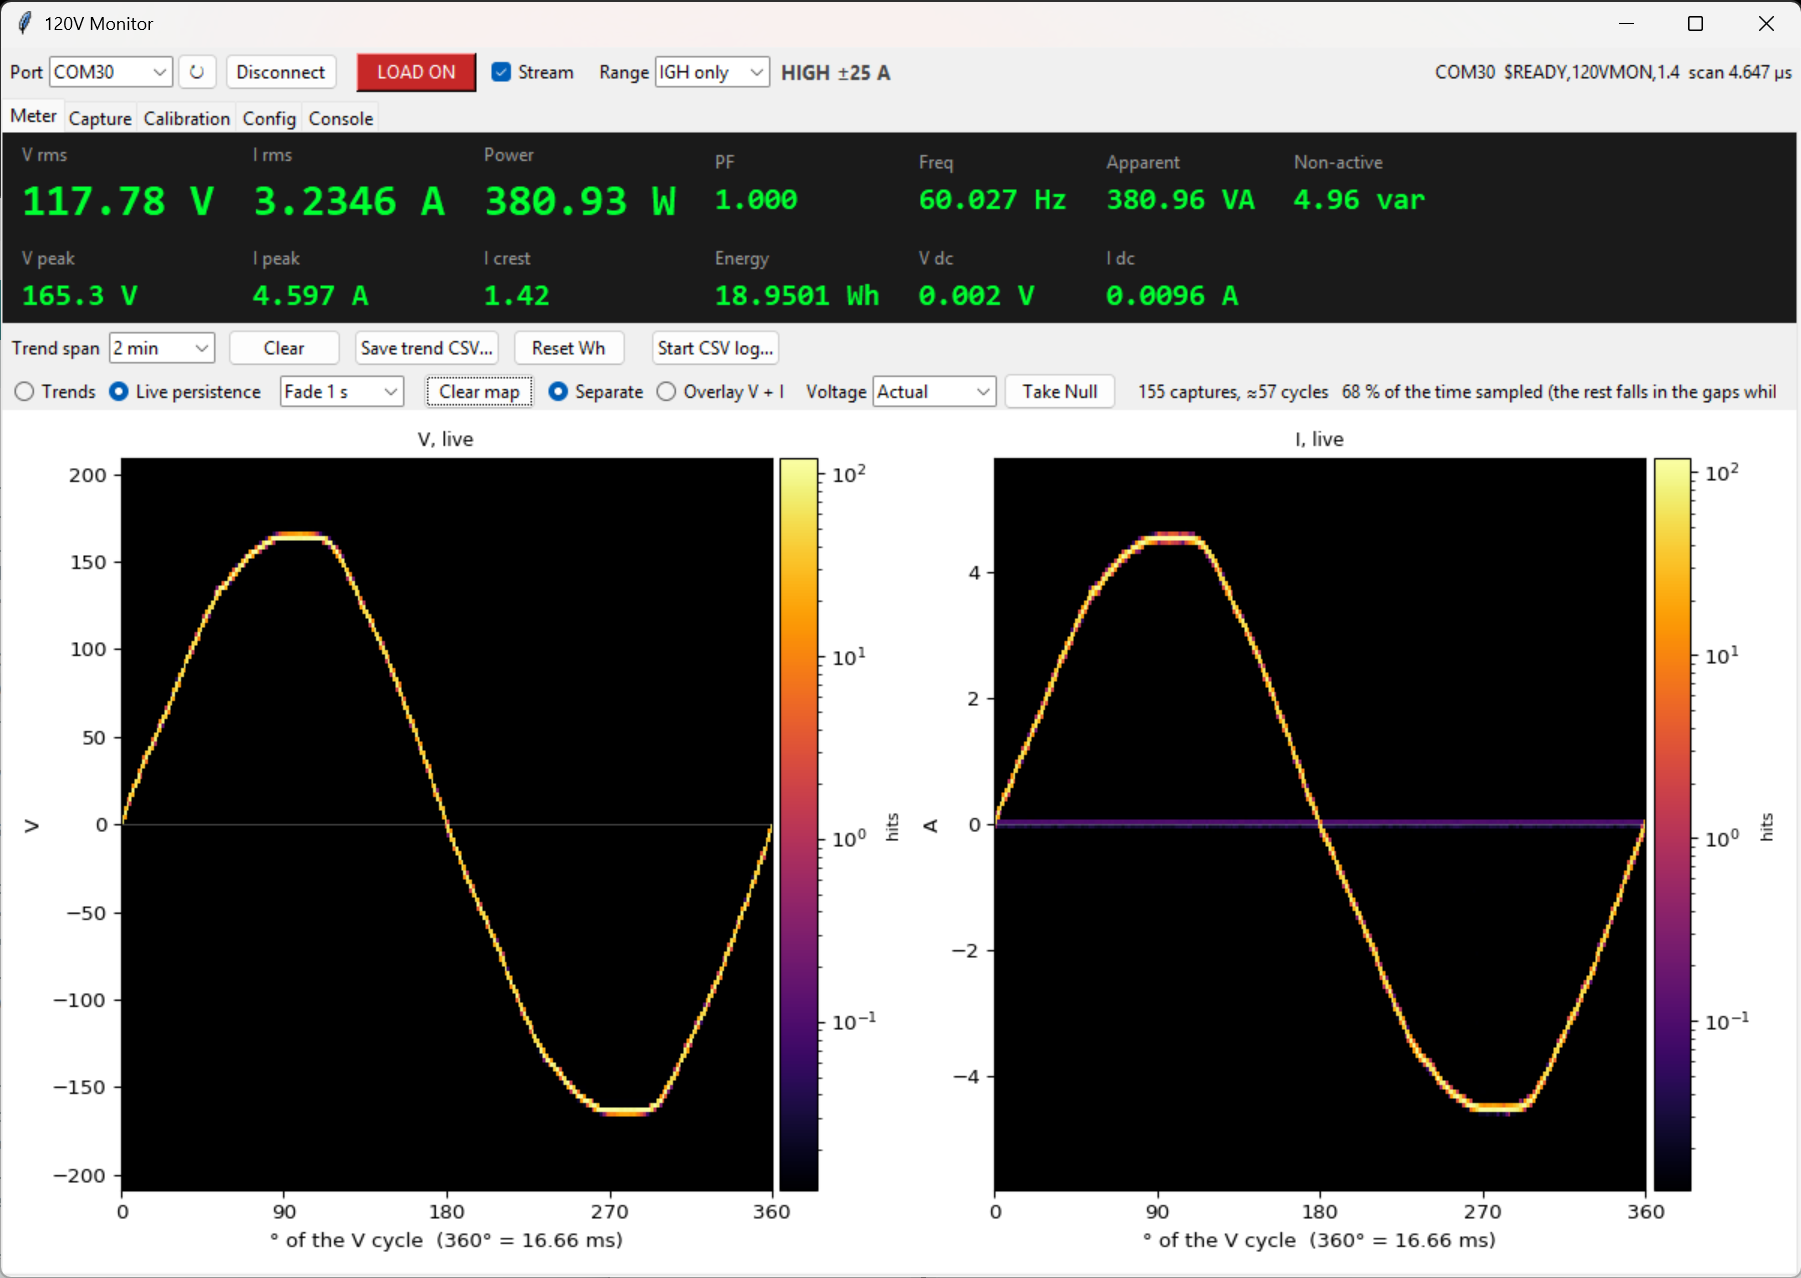 120V Monitor
Port COM30 Disconnect LOAD ON Stream Range IGH only HIGH ±25 A COM30 $READY,120VMON,1.4 scan 4.647 µs
Meter Capture Calibration Config Console
V rms I rms Power PF Freq Apparent Non-active
117.78 V 3.2346 A 380.93 W 1.000 60.027 Hz 380.96 VA 4.96 var
V peak I peak I crest Energy V dc I dc
165.3 V 4.597 A 1.42 18.9501 Wh 0.002 V 0.0096 A
Trend span 2 min Clear Save trend CSV... Reset Wh Start CSV log...
Trends Live persistence Fade 1 s Clear map Separate Overlay V + I Voltage Actual Take Null 155 captures, ≈57 cycles 68 % of the time sampled (the rest falls in the gaps whil
V, live
200
150
100
50
0
−50
−100
−150
−200
V
0 90 180 270 360
° of the V cycle (360° = 16.66 ms)
10²
10¹
10⁰
10⁻¹
hits
I, live
4
2
0
−2
−4
A
0 90 180 270 360
° of the V cycle (360° = 16.66 ms)
10²
10¹
10⁰
10⁻¹
hits